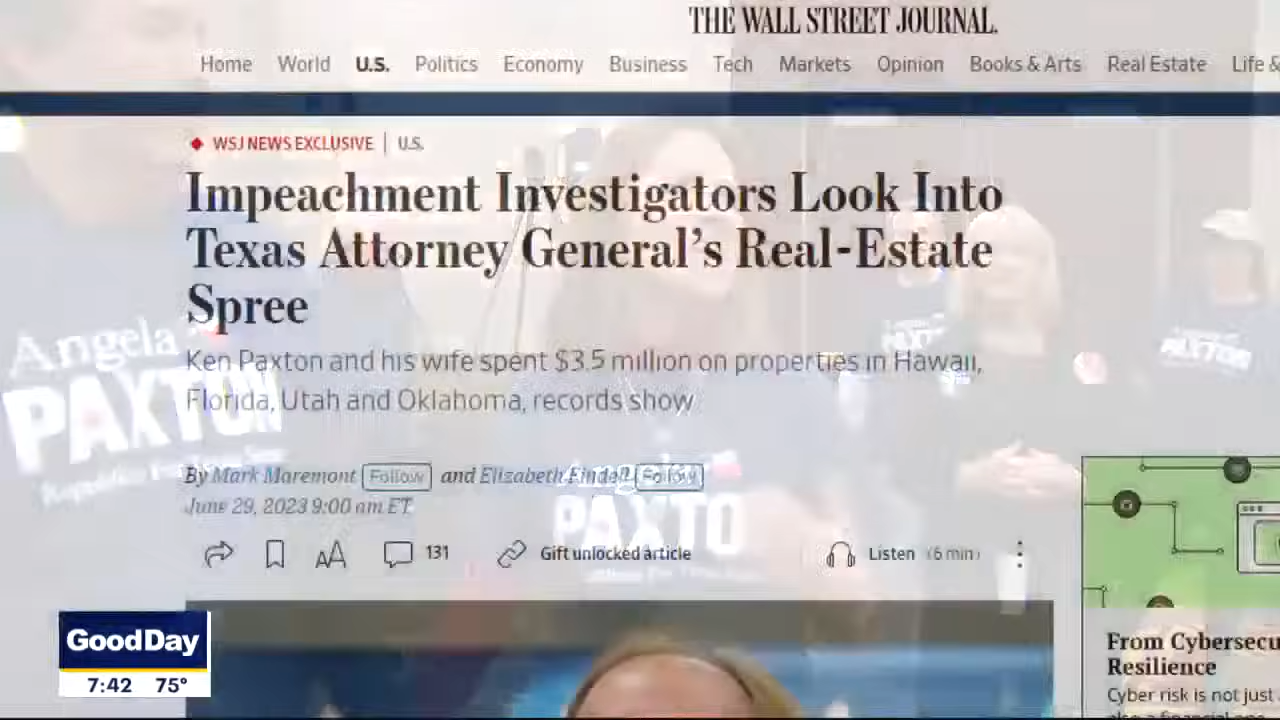 THE WALL STREET JOURNAL.
Home World U.S. Politics Economy Business Tech Markets Opinion Books & Arts Real Estate Life &
WSJ NEWS EXCLUSIVE | U.S.
Impeachment Investigators Look Into
Texas Attorney General's Real-Estate
Spree
Ken Paxton and his wife spent $3.5 million on properties in Hawaii,
Florida, Utah and Oklahoma, records show
Angela
PAXTON
By Mark Maremont Follow and Elizabeth Findell Follow
June 29, 2023 9:00 am ET
Angela
PAXTO
PAXTON
PAXTON
131
Gift unlocked article
Listen (6 min)
From Cybersecu
Resilience
Cyber risk is not just
GoodDay
7:42 75°